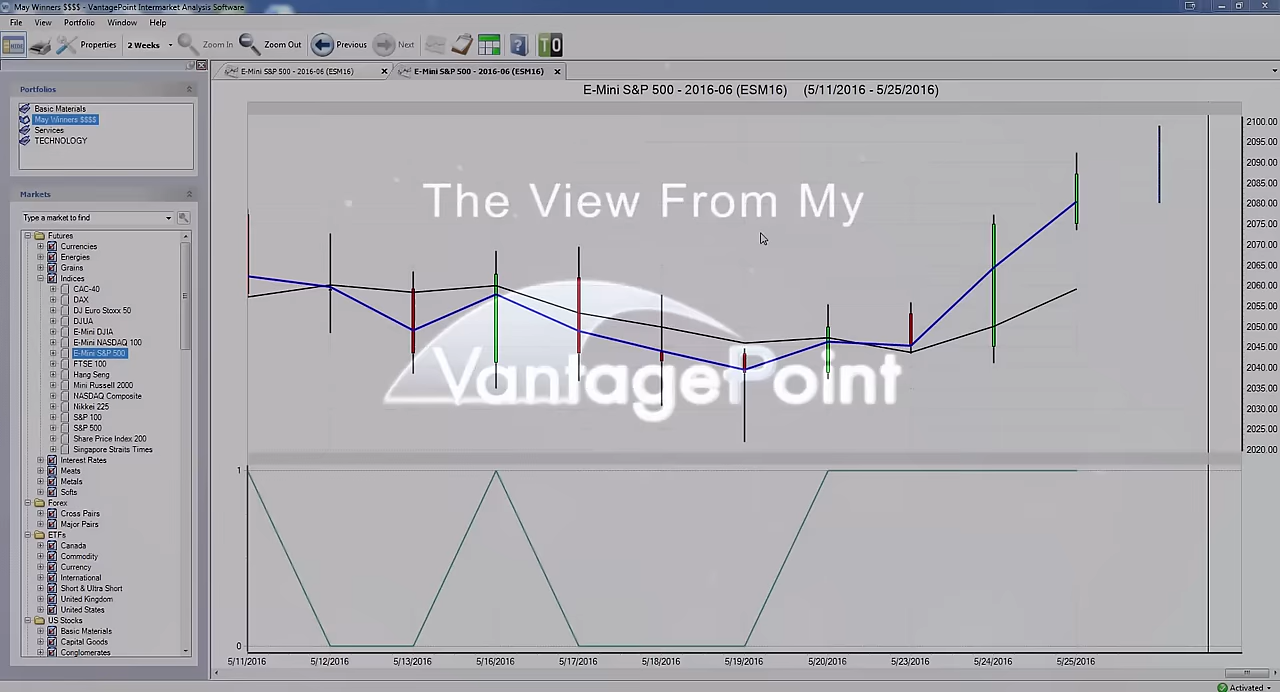 May Winners $$$$ - VantagePoint Intermarket Analysis Software
File View Portfolio Window Help
Properties 2 Weeks Zoom In Zoom Out Previous Next TO
E-Mini S&P 500 - 2016-06 (ESM16) E-Mini S&P 500 - 2016-06 (ESM16)
Portfolios
Basic Materials
May Winners $$$$
Services
TECHNOLOGY
Markets
Type a market to find
Futures
Currencies
Energies
Grains
Indices
CAC-40
DAX
DJ Euro Stoxx 50
DJUA
E-Mini DJIA
E-Mini NASDAQ 100
E-Mini S&P 500
FTSE 100
Hang Seng
Mini Russell 2000
NASDAQ Composite
Nikkei 225
S&P 100
S&P 500
Share Price Index 200
Singapore Straits Times
Interest Rates
Meats
Metals
Softs
Forex
Cross Pairs
Major Pairs
ETFs
Canada
Commodity
Currency
International
Short & Ultra Short
United Kingdom
United States
US Stocks
Basic Materials
Capital Goods
Conglomerates
E-Mini S&P 500 - 2016-06 (ESM16) (5/11/2016 - 5/25/2016)
The View From My
VantagePoint
2100.00
2095.00
2090.00
2085.00
2080.00
2075.00
2070.00
2065.00
2060.00
2055.00
2050.00
2045.00
2040.00
2035.00
2030.00
2025.00
2020.00
1
0
5/11/2016 5/12/2016 5/13/2016 5/16/2016 5/17/2016 5/18/2016 5/19/2016 5/20/2016 5/23/2016 5/24/2016 5/25/2016
Activated